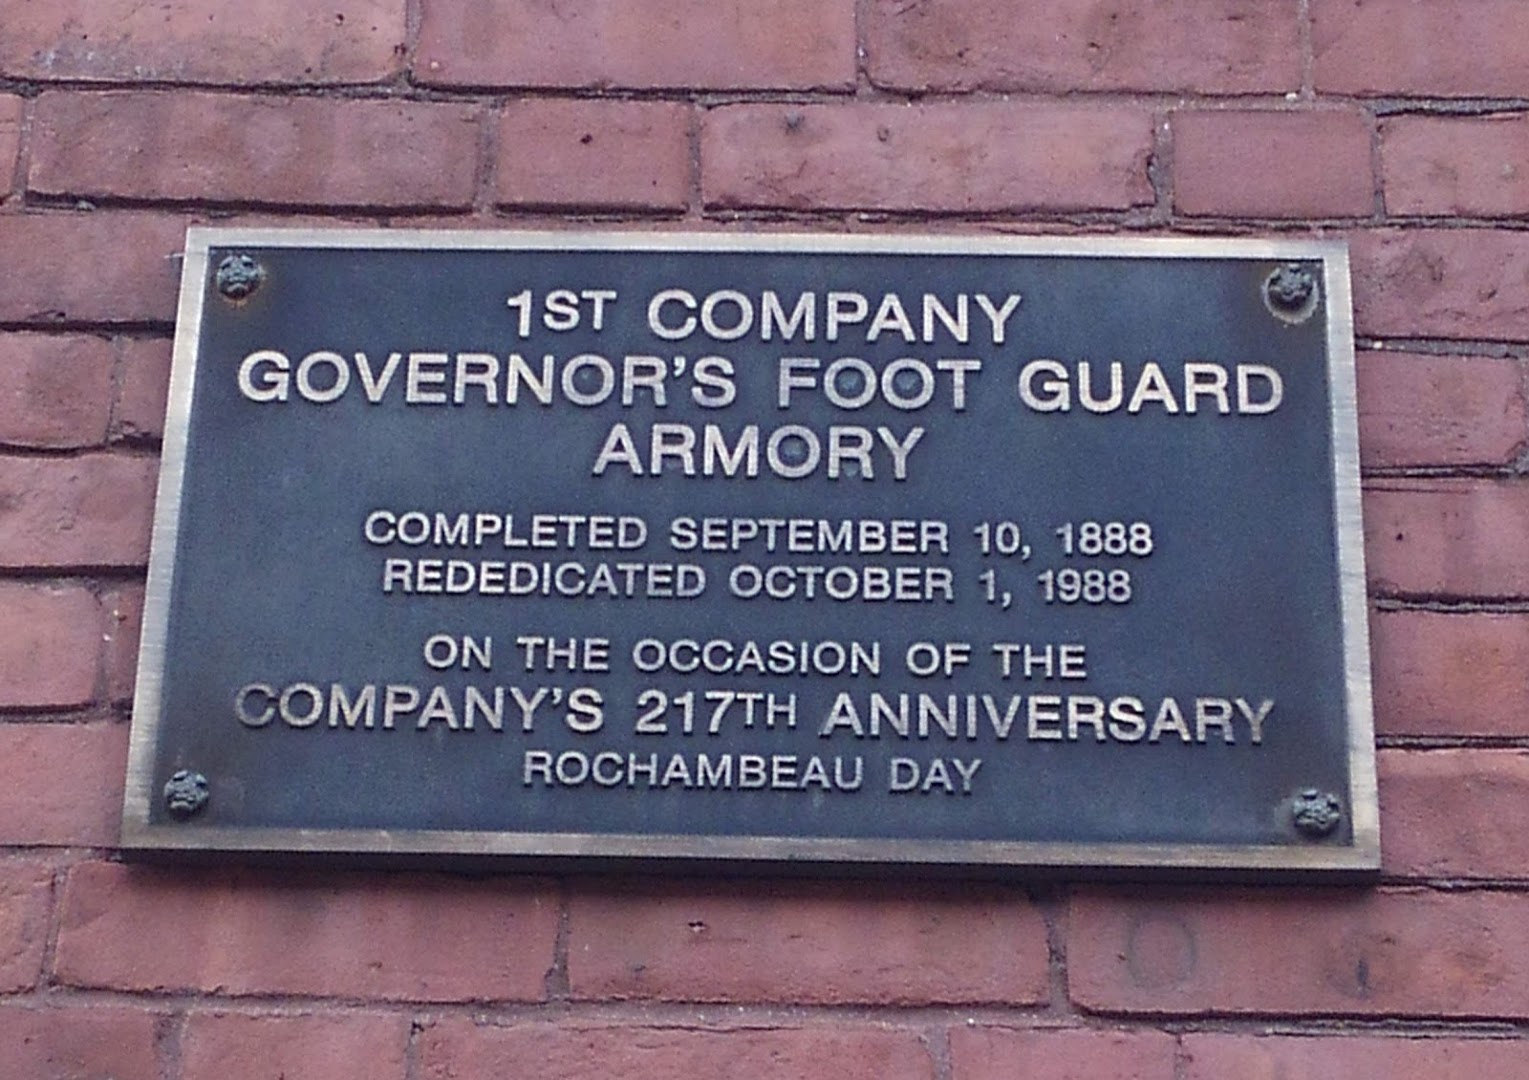 1ST COMPANY
GOVERNOR'S FOOT GUARD
ARMORY
COMPLETED SEPTEMBER 10, 1888
REDEDICATED OCTOBER 1, 1988
ON THE OCCASION OF THE
COMPANY'S 217TH ANNIVERSARY
ROCHAMBEAU DAY